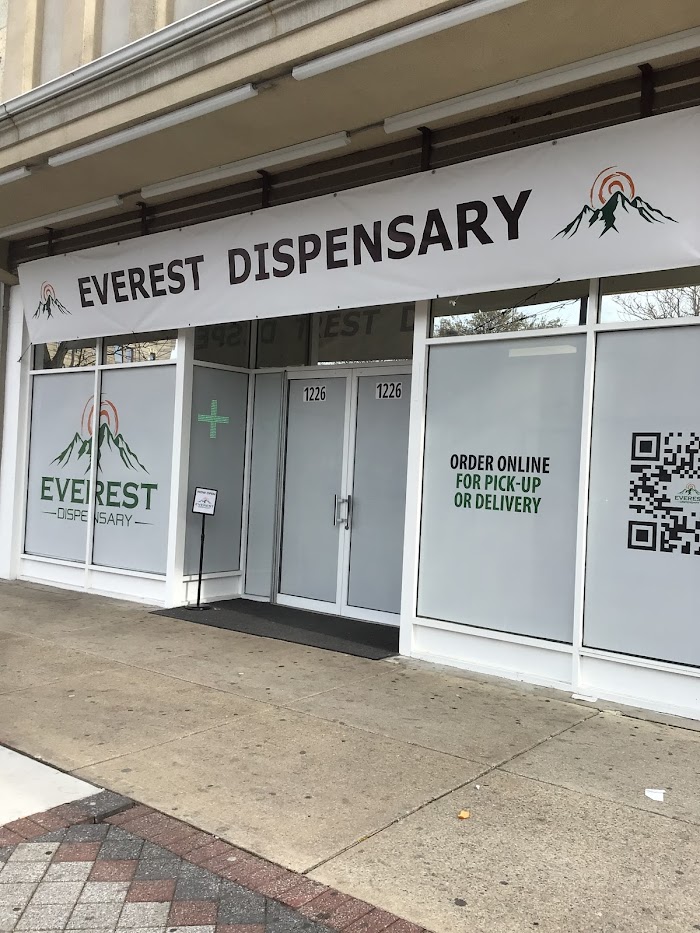 EVEREST DISPENSARY
1226 1226
EVEREST
DISPENSARY
ORDER ONLINE
FOR PICK-UP
OR DELIVERY